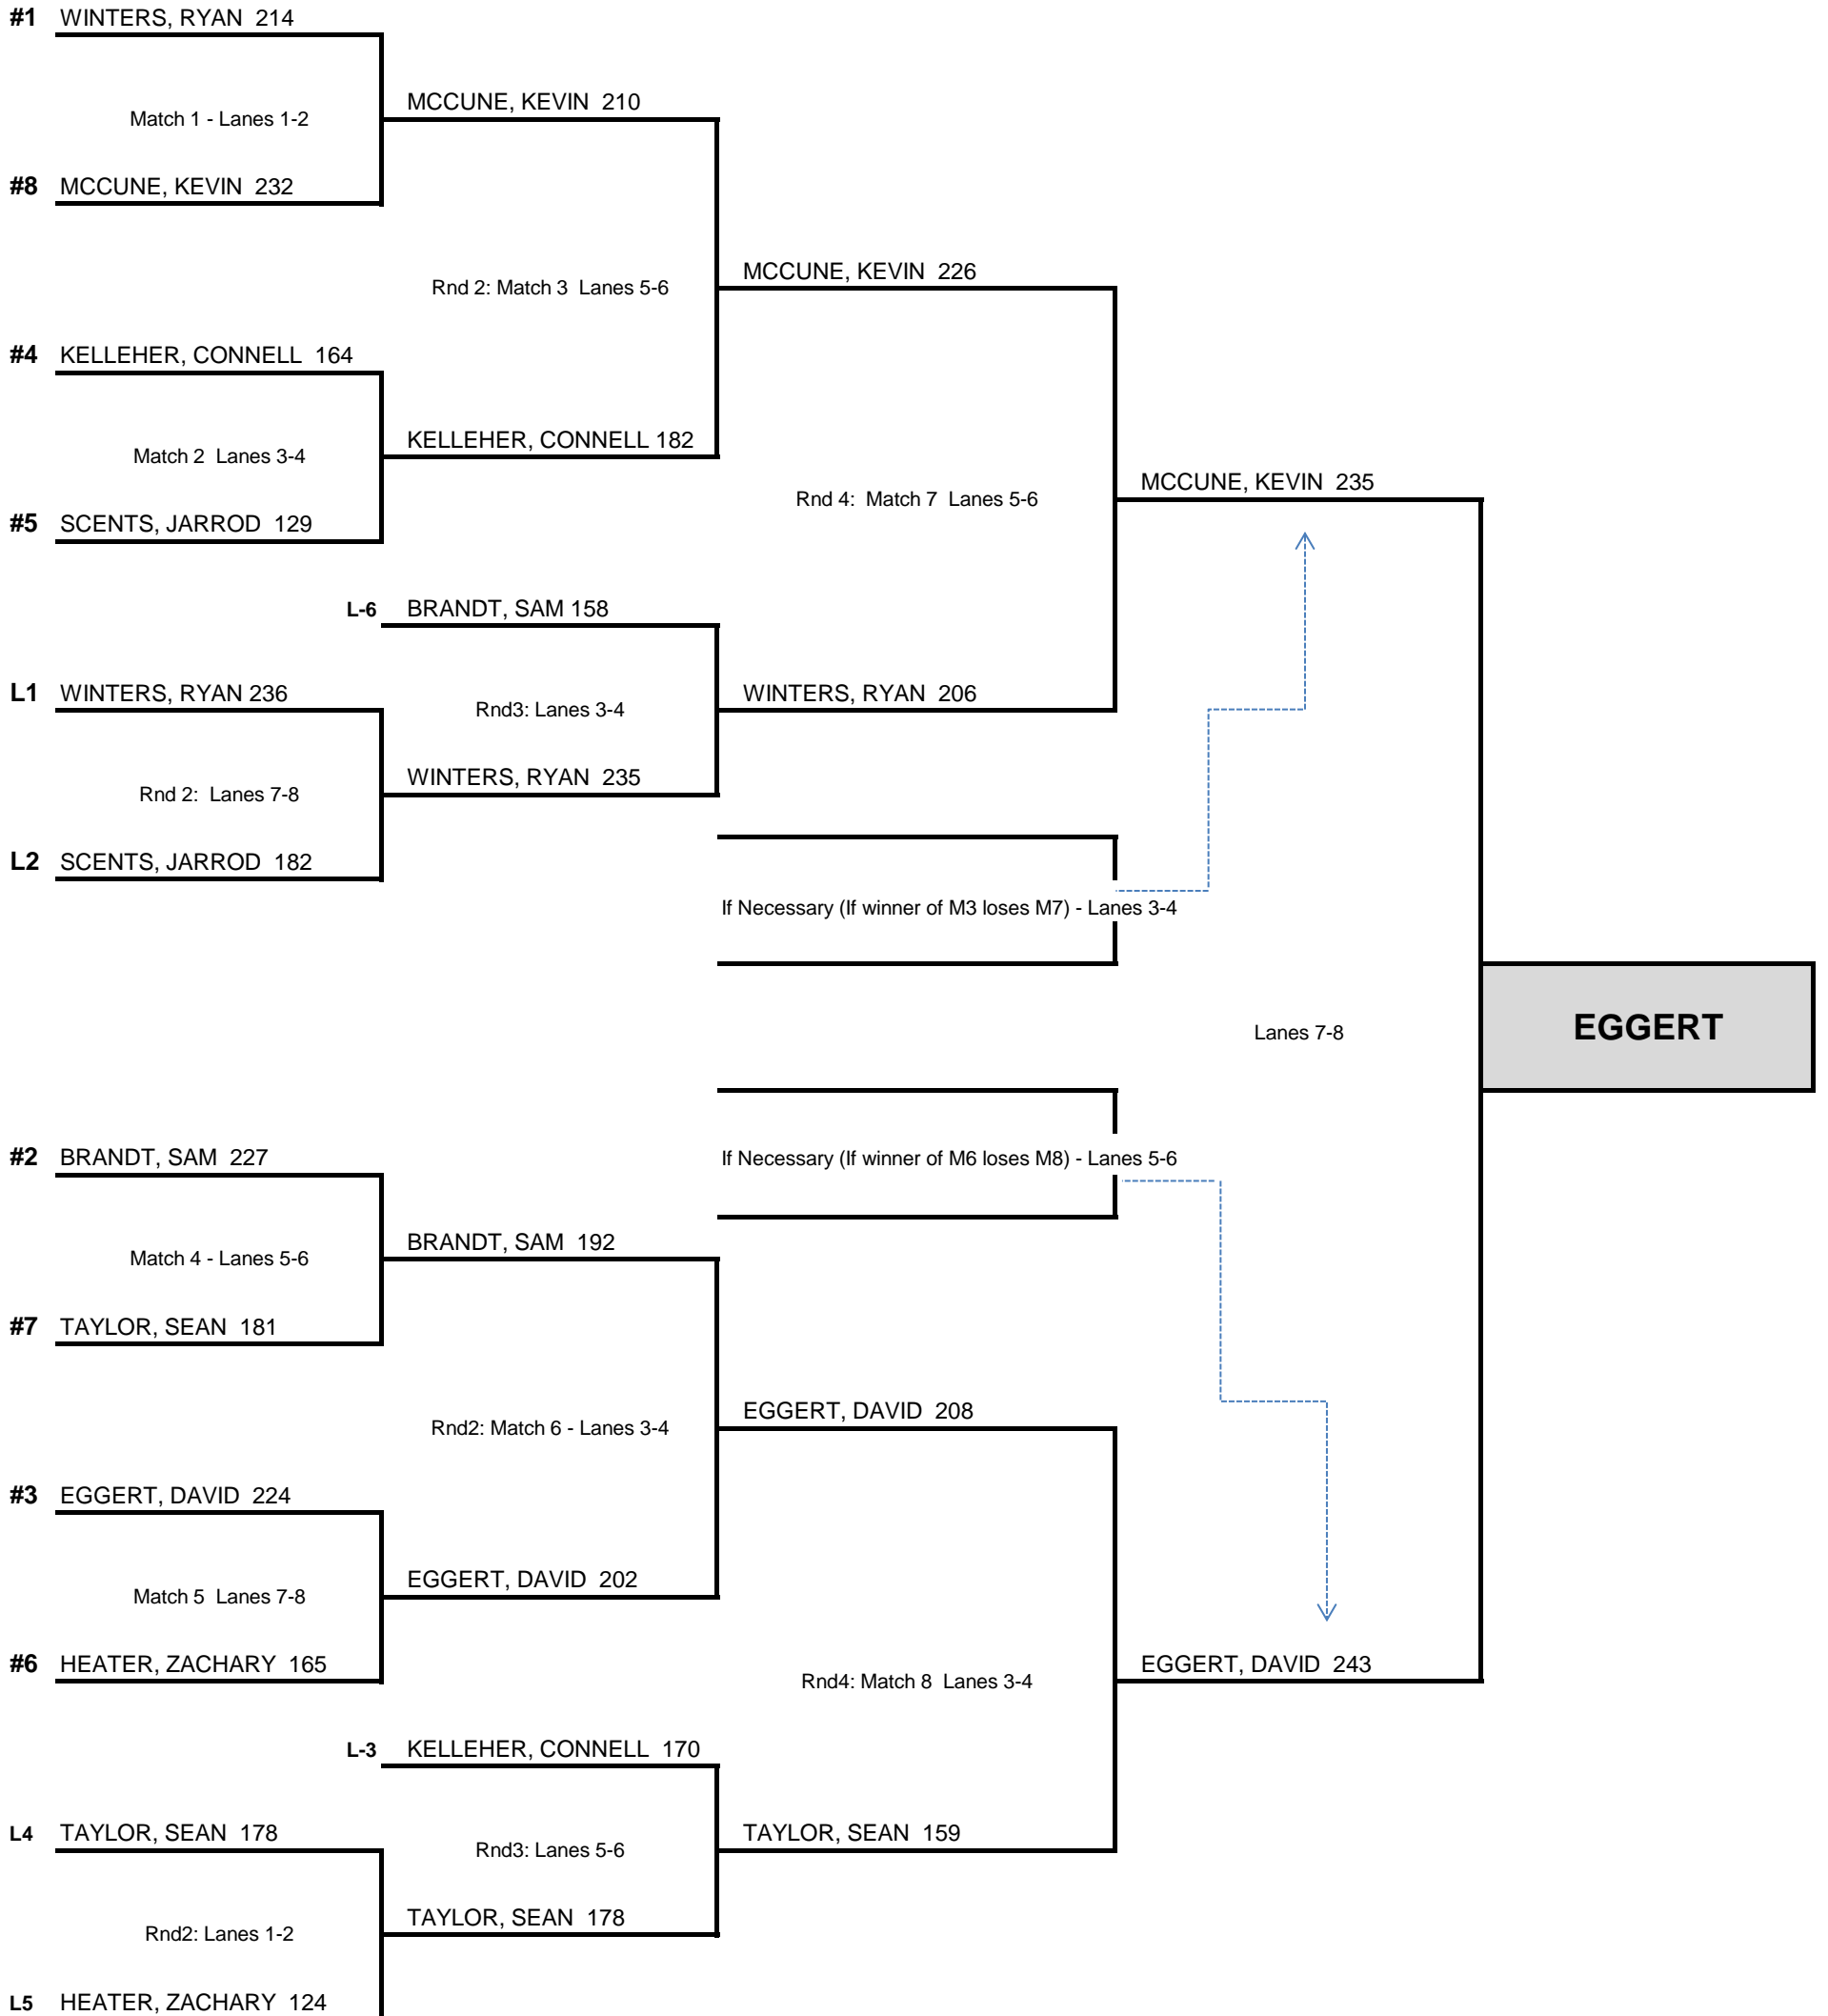 #1 WINTERS, RYAN 214
MCCUNE, KEVIN 210
Match 1 - Lanes 1-2
#8 MCCUNE, KEVIN 232
MCCUNE, KEVIN 226
Rnd 2: Match 3 Lanes 5-6
#4 KELLEHER, CONNELL 164
KELLEHER, CONNELL 182
Match 2 Lanes 3-4
MCCUNE, KEVIN 235
Rnd 4: Match 7 Lanes 5-6
#5 SCENTS, JARROD 129
L-6 BRANDT, SAM 158
L1 WINTERS, RYAN 236
WINTERS, RYAN 206
Rnd3: Lanes 3-4
WINTERS, RYAN 235
Rnd 2: Lanes 7-8
L2 SCENTS, JARROD 182
If Necessary (If winner of M3 loses M7) - Lanes 3-4
Lanes 7-8
EGGERT
#2 BRANDT, SAM 227
If Necessary (If winner of M6 loses M8) - Lanes 5-6
BRANDT, SAM 192
Match 4 - Lanes 5-6
#7 TAYLOR, SEAN 181
EGGERT, DAVID 208
Rnd2: Match 6 - Lanes 3-4
#3 EGGERT, DAVID 224
EGGERT, DAVID 202
Match 5 Lanes 7-8
#6 HEATER, ZACHARY 165
EGGERT, DAVID 243
Rnd4: Match 8 Lanes 3-4
L-3 KELLEHER, CONNELL 170
L4 TAYLOR, SEAN 178
TAYLOR, SEAN 159
Rnd3: Lanes 5-6
TAYLOR, SEAN 178
Rnd2: Lanes 1-2
L5 HEATER, ZACHARY 124